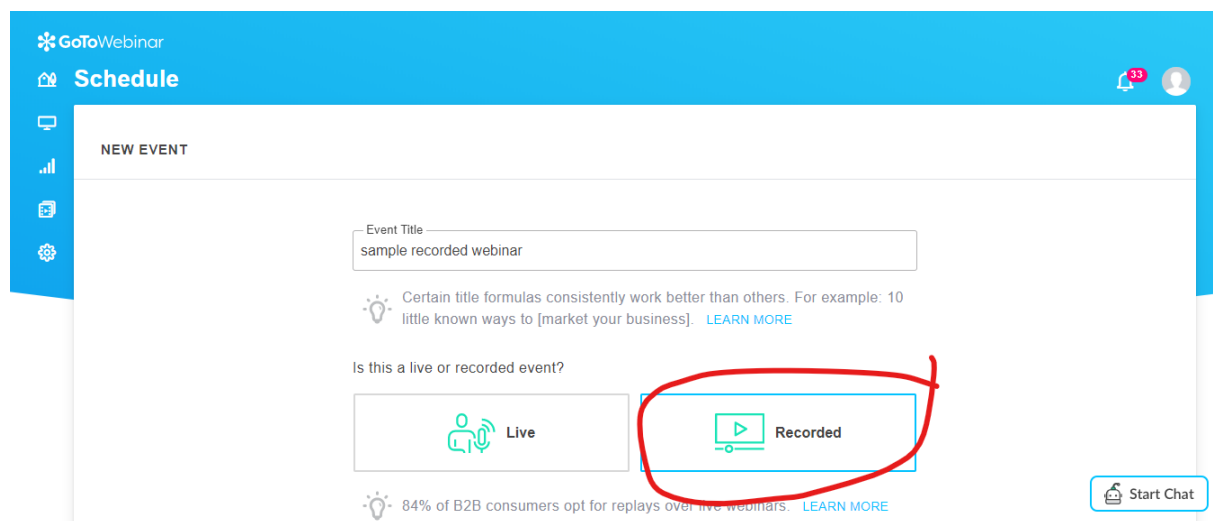 GoToWebinar
Schedule
33
NEW EVENT
Event Title
sample recorded webinar
Certain title formulas consistently work better than others. For example: 10
little known ways to [market your business]. LEARN MORE
Is this a live or recorded event?
Live
Recorded
84% of B2B consumers opt for replays over live webinars. LEARN MORE
Start Chat